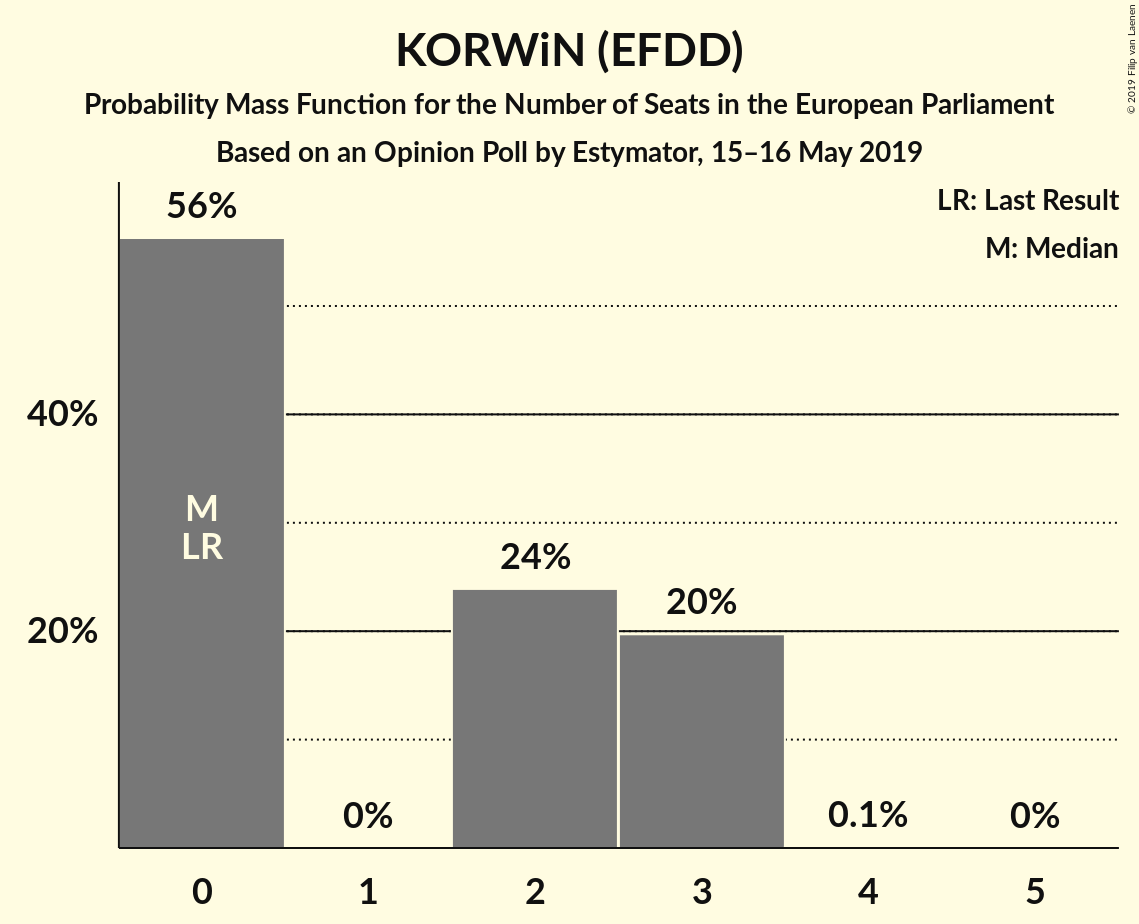 KORWiN (EFDD)
Probability Mass Function for the Number of Seats in the European Parliament
Based on an Opinion Poll by Estymator, 15–16 May 2019
© 2019 Filip van Laenen
LR: Last Result
M: Median
56%
40%
M
LR
24%
20%
20%
0%
0.1%
0%
0 1 2 3 4 5